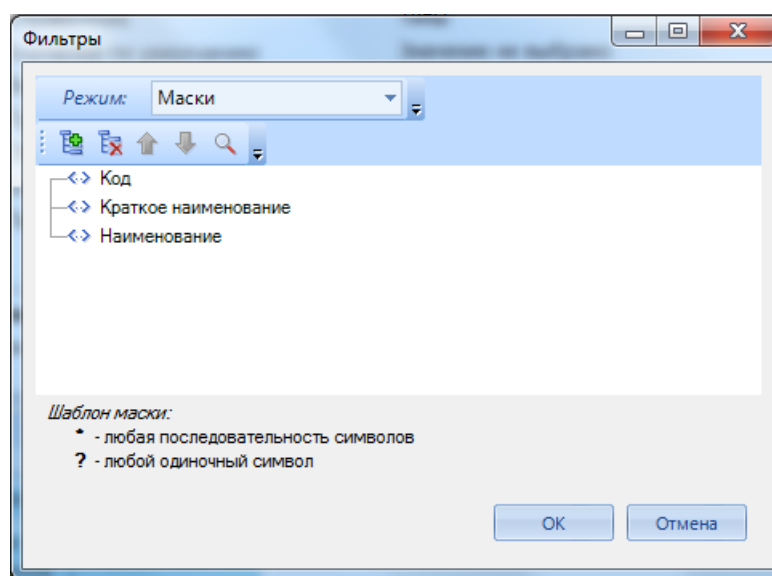 Фильтры
Режим: Маски
Код
Краткое наименование
Наименование
Шаблон маски:
* - любая последовательность символов
? - любой одиночный символ
OK Отмена